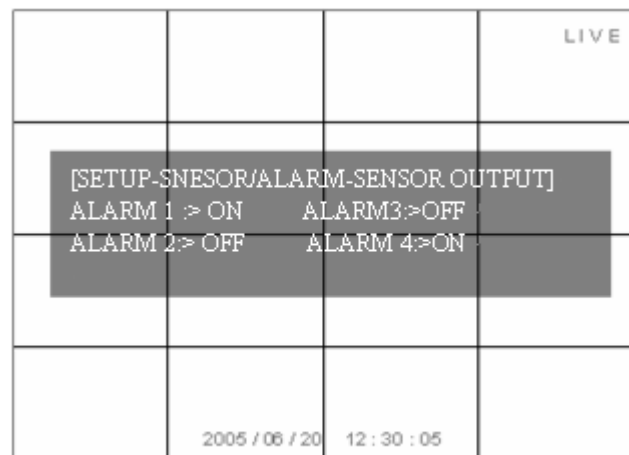 LIVE
[SETUP-SNESOR/ALARM-SENSOR OUTPUT]
ALARM 1 :> ON ALARM3:>OFF
ALARM 2:> OFF ALARM 4:>ON
2005 / 06 / 20 12 : 30 : 05